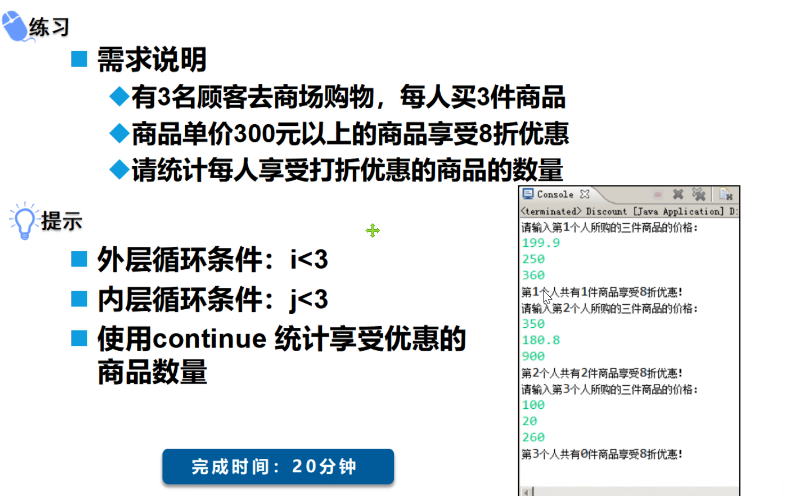 练习
需求说明
有3名顾客去商场购物，每人买3件商品
商品单价300元以上的商品享受8折优惠
请统计每人享受打折优惠的商品的数量
提示
外层循环条件：i<3
内层循环条件：j<3
使用continue 统计享受优惠的
商品数量
完成时间：20分钟
Console
<terminated> Discount [Java Application] D:
请输入第1个人所购的三件商品的价格：
199.9
250
360
第1个人共有1件商品享受8折优惠!
请输入第2个人所购的三件商品的价格：
350
180.8
900
第2个人共有2件商品享受8折优惠!
请输入第3个人所购的三件商品的价格：
100
20
260
第3个人共有0件商品享受8折优惠!